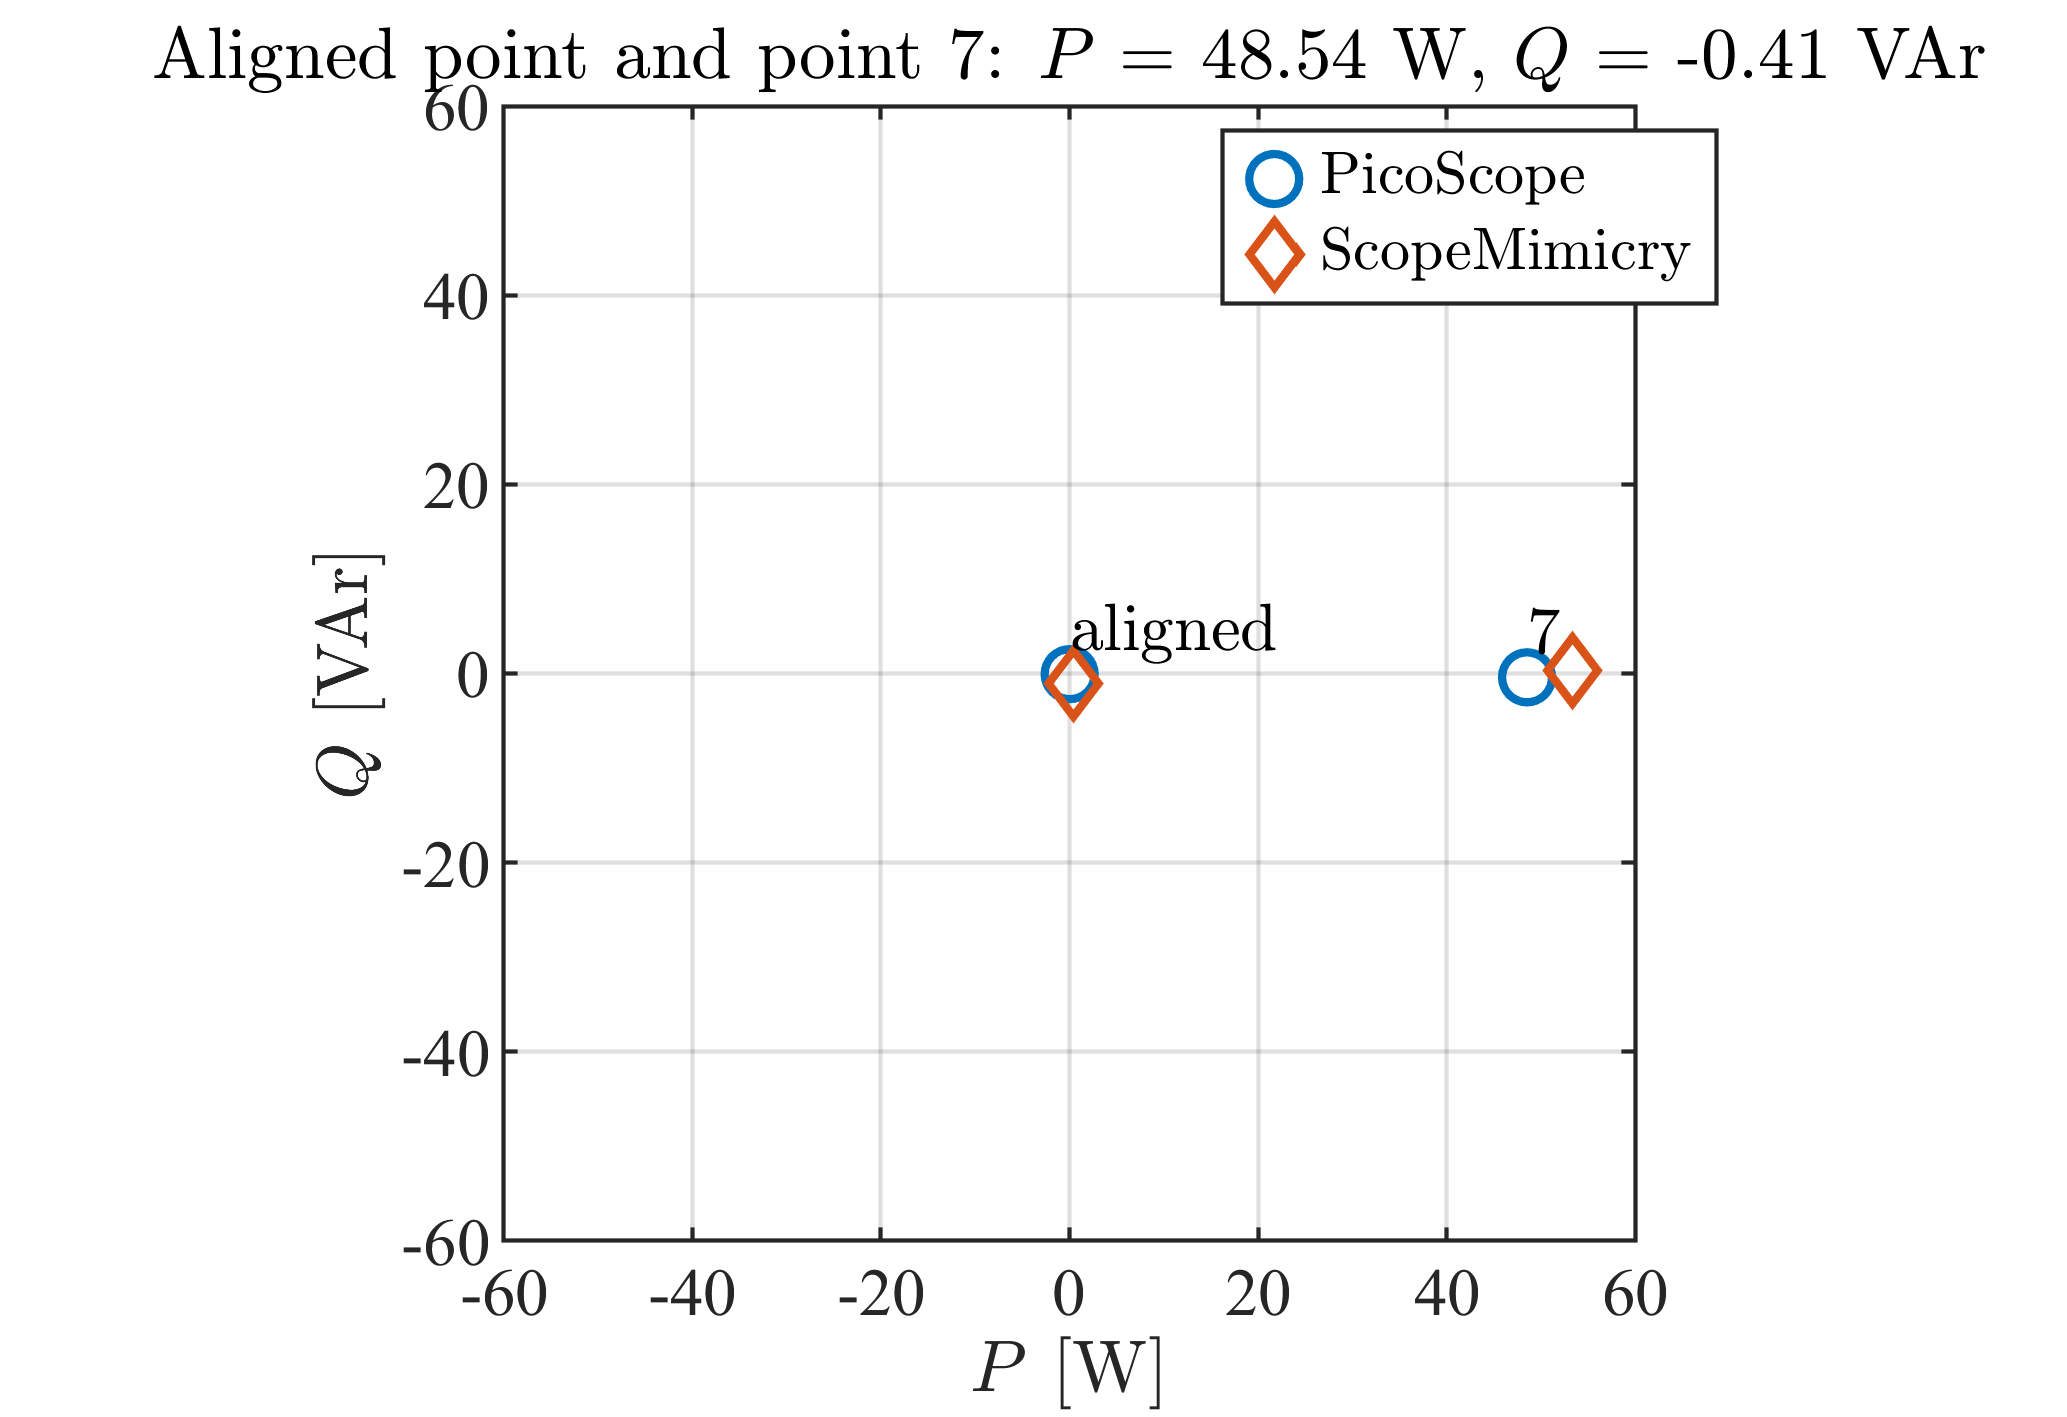 Aligned point and point 7: P = 48.54 W, Q = -0.41 VAr
PicoScope
ScopeMimicry
60
40
20
0
-20
-40
-60
Q [VAr]
aligned
7
-60 -40 -20 0 20 40 60
P [W]